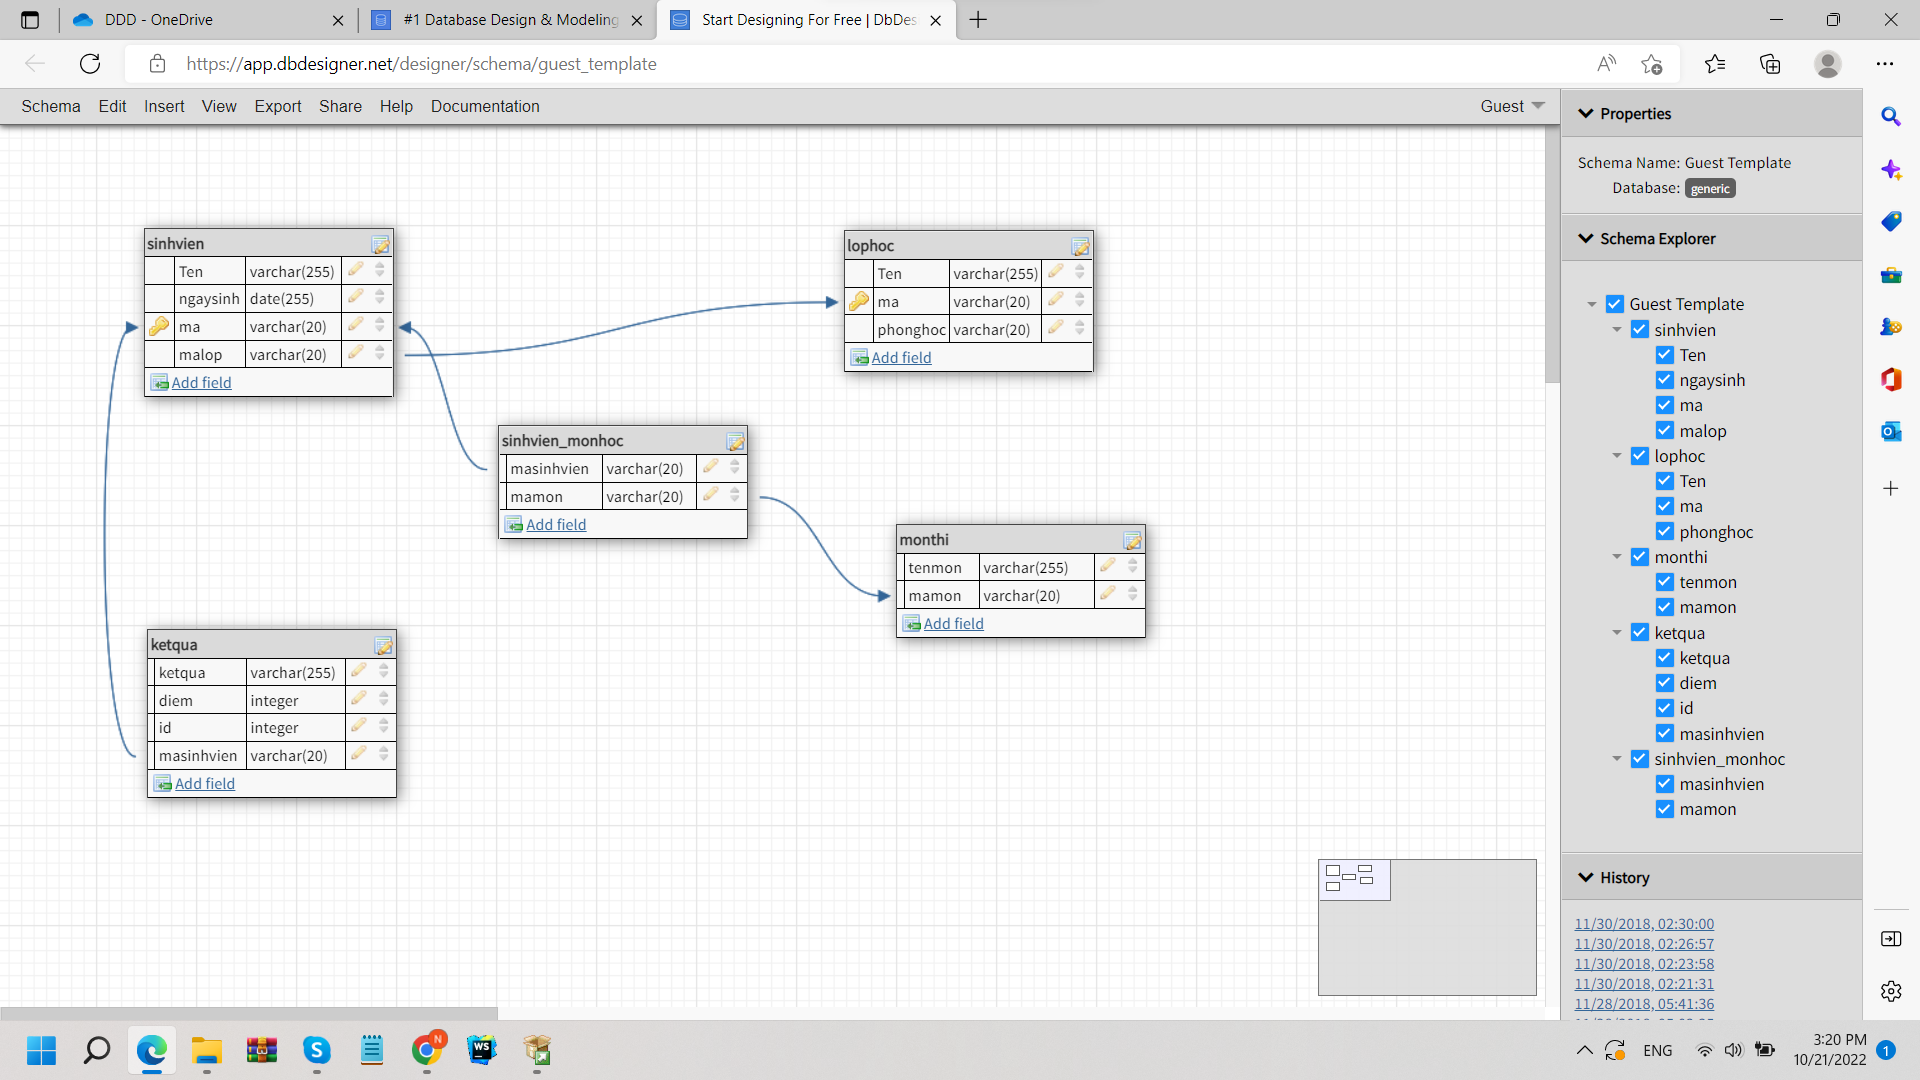 DDD - OneDrive
#1 Database Design & Modeling
Start Designing For Free | DbDes
https://app.dbdesigner.net/designer/schema/guest_template
Schema Edit Insert View Export Share Help Documentation
Guest
sinhvien
Ten varchar(255)
ngaysinh date(255)
ma varchar(20)
malop varchar(20)
Add field
lophoc
Ten varchar(255)
ma varchar(20)
phonghoc varchar(20)
Add field
sinhvien_monhoc
masinhvien varchar(20)
mamon varchar(20)
Add field
monthi
tenmon varchar(255)
mamon varchar(20)
Add field
ketqua
ketqua varchar(255)
diem integer
id integer
masinhvien varchar(20)
Add field
Properties
Schema Name: Guest Template
Database: generic
Schema Explorer
Guest Template
sinhvien
Ten
ngaysinh
ma
malop
lophoc
Ten
ma
phonghoc
monthi
tenmon
mamon
ketqua
ketqua
diem
id
masinhvien
sinhvien_monhoc
masinhvien
mamon
History
11/30/2018, 02:30:00
11/30/2018, 02:26:57
11/30/2018, 02:23:58
11/30/2018, 02:21:31
11/28/2018, 05:41:36
N
WS
ENG
3:20 PM
10/21/2022
1